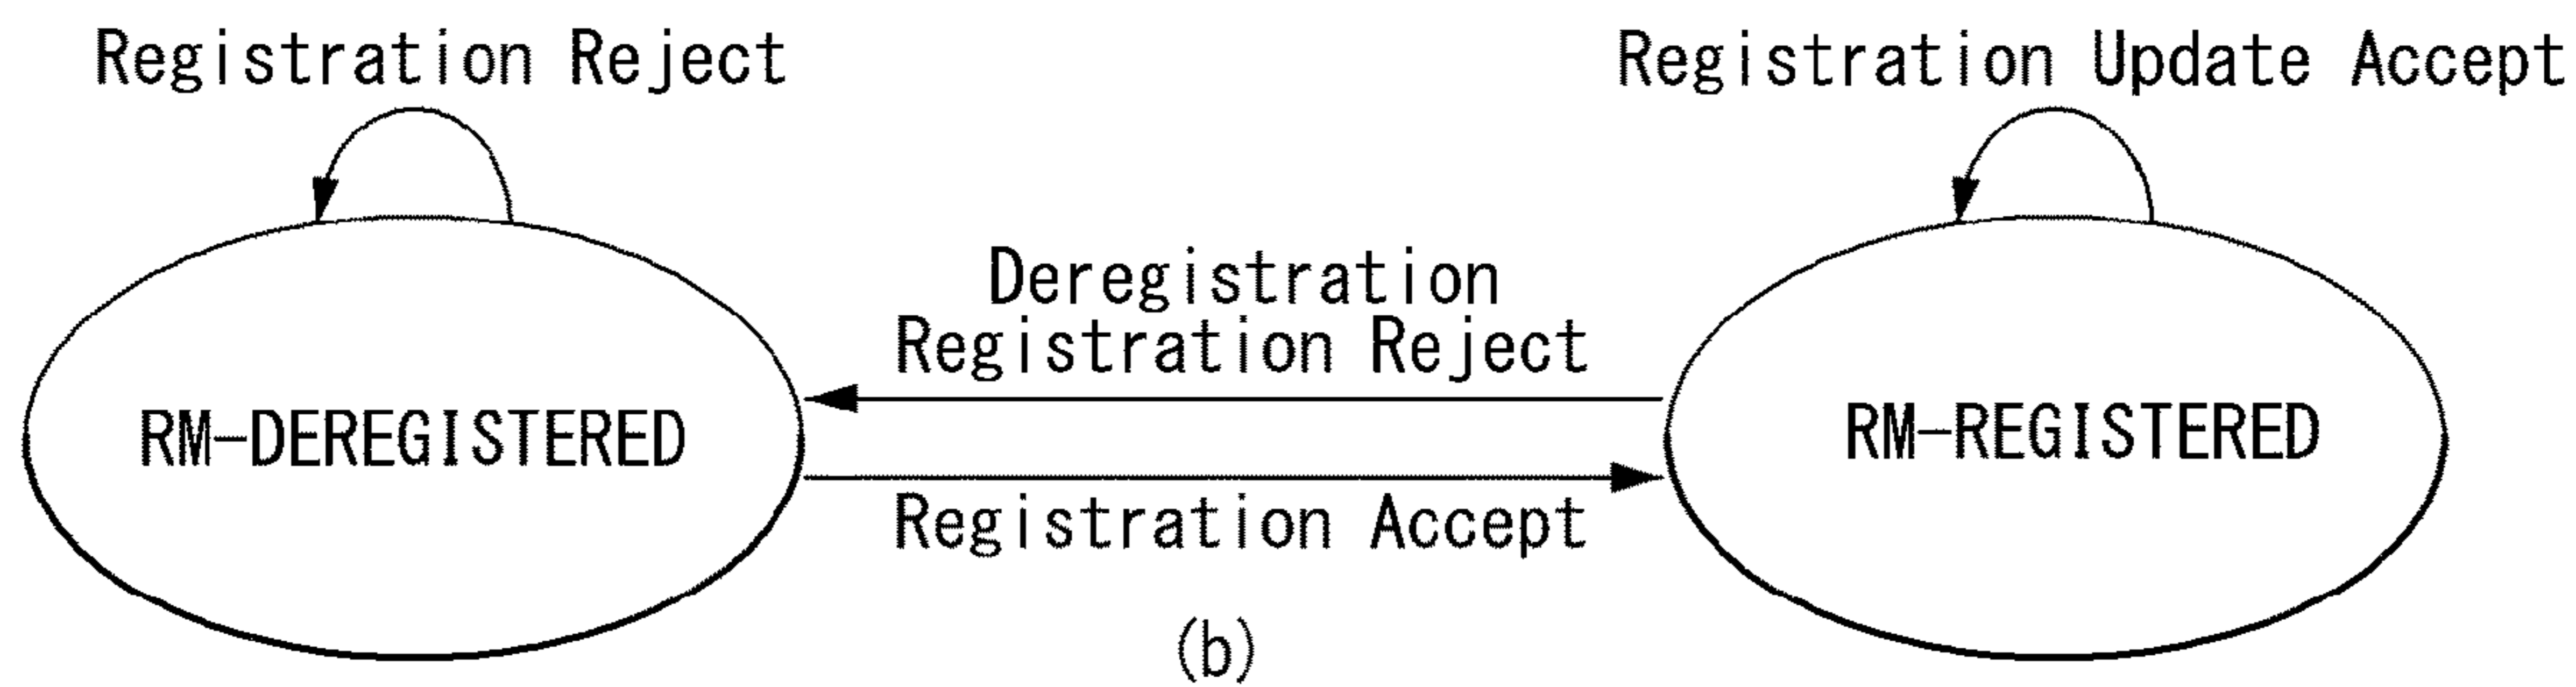 Registration Reject
Registration Update Accept
Deregistration
Registration Reject
RM-DEREGISTERED
RM-REGISTERED
Registration Accept
(b)